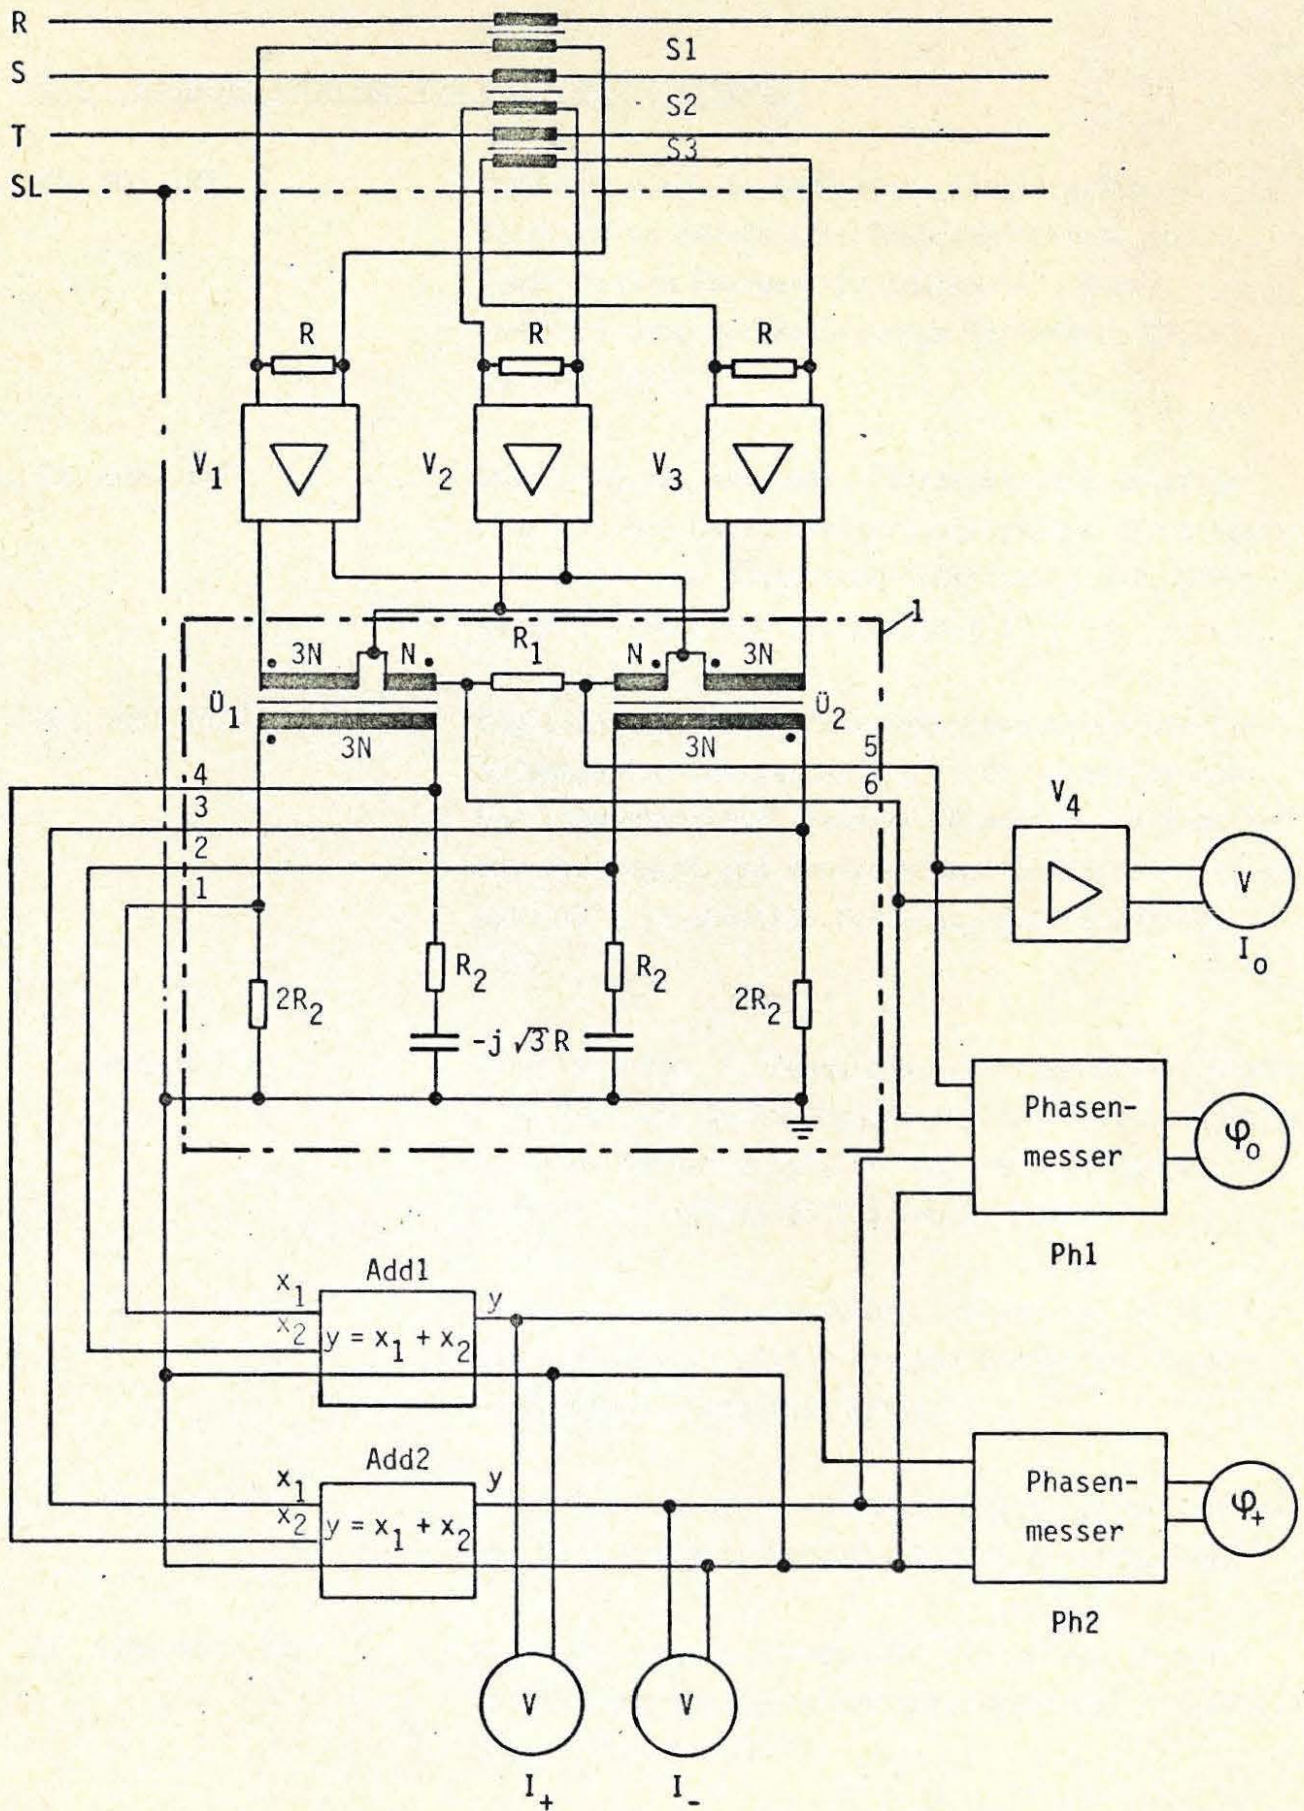 R
S1
S
S2
T
S3
SL
R R R
V1 V2 V3
1
3N N R1 N 3N
Ü1 Ü2
3N 3N
5
4
6
3
V4
2
1
V
I0
R2 R2
2R2 2R2
-j √3 R
Phasen-
messer
φ0
Ph1
Add1
x1 y
x2 y = x1 + x2
Add2
x1 y
x2 y = x1 + x2
Phasen-
messer
φ+
Ph2
V V
I+ I-